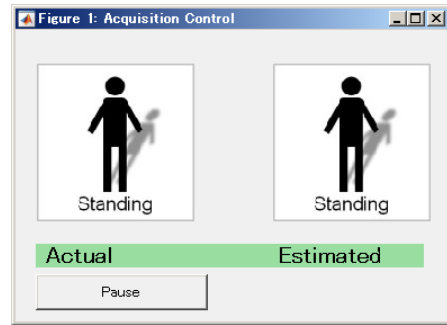 Figure 1: Acquisition Control
Standing Standing
Actual Estimated
Pause